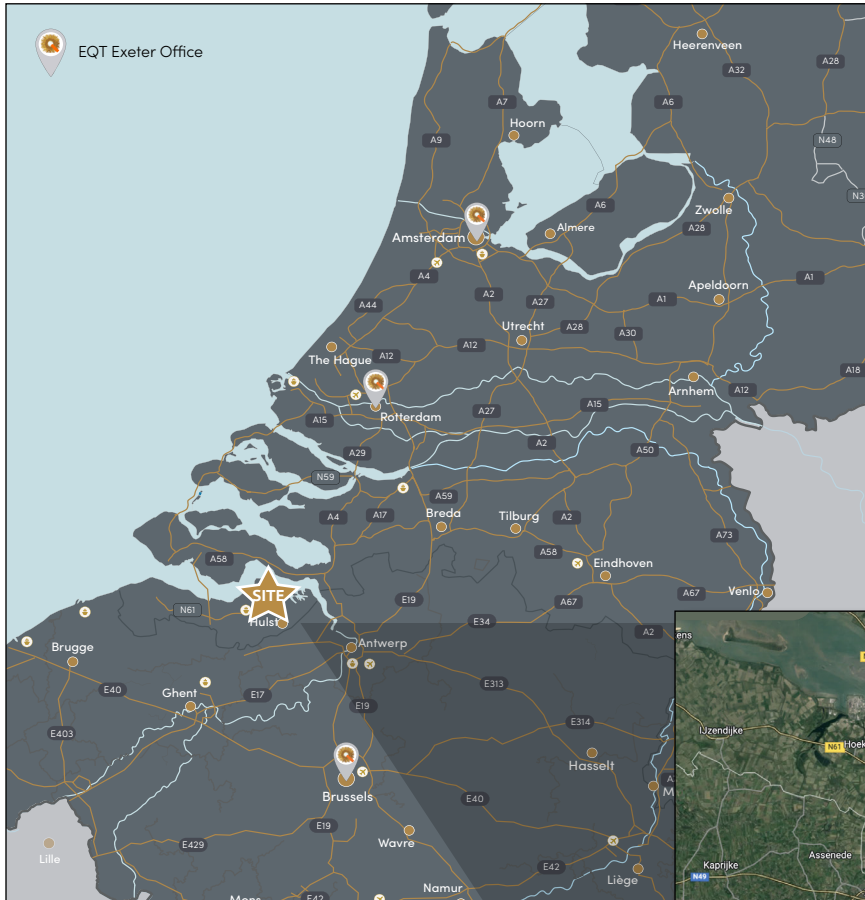 EQT Exeter Office
Heerenveen
A32
A28
A7
A6
Hoorn
A9
N48
N3
A6
Zwolle
Almere
A28
Amsterdam
A4
A2
A27
A1
Apeldoorn
A1
A44
Utrecht
A28
A30
A12
The Hague
A12
A18
Arnhem
A12
Rotterdam
A15
A27
A15
A2
A29
A50
N59
A59
A4
A17
Breda
Tilburg
A2
A73
A58
A58
Eindhoven
SITE
E19
A67
A67
Venlo
N61
Hulst
E34
A2
Antwerp
Brugge
E40
Ghent
E17
E313
E19
E403
E314
Hasselt
Brussels
E40
E19
E429
Wavre
Lille
E42
Liège
Namur
Mons
E42
IJzendijke
N61
Hoek
Kaprijke
Assenede
N49